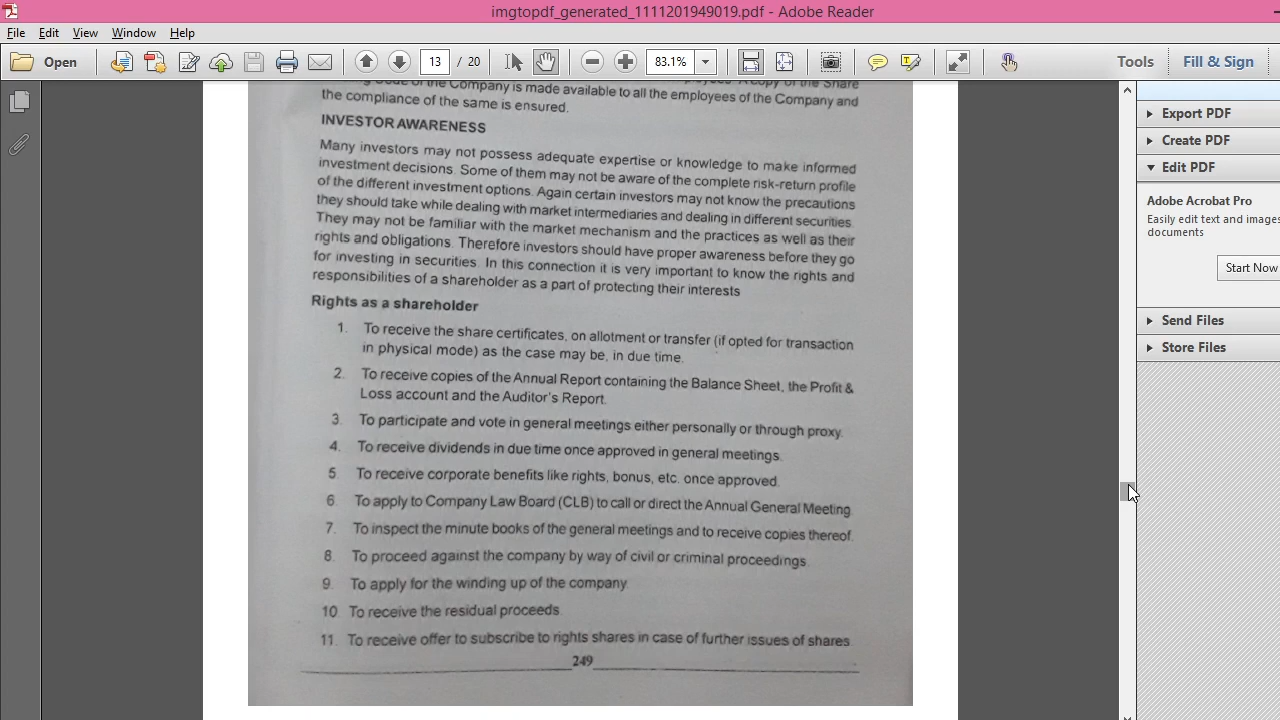 imgtopdf_generated_1111201949019.pdf - Adobe Reader
File Edit View Window Help
Open 13 / 20 83.1% Tools Fill & Sign
Code of the Company is made available to all the employees of the Company and
the compliance of the same is ensured.
INVESTOR AWARENESS
Many investors may not possess adequate expertise or knowledge to make informed
investment decisions. Some of them may not be aware of the complete risk-return profile
of the different investment options. Again certain investors may not know the precautions
they should take while dealing with market intermediaries and dealing in different securities.
They may not be familiar with the market mechanism and the practices as well as their
rights and obligations. Therefore investors should have proper awareness before they go
for investing in securities. In this connection it is very important to know the rights and
responsibilities of a shareholder as a part of protecting their interests
Rights as a shareholder
1. To receive the share certificates, on allotment or transfer (if opted for transaction
in physical mode) as the case may be, in due time.
2. To receive copies of the Annual Report containing the Balance Sheet, the Profit &
Loss account and the Auditor's Report.
3. To participate and vote in general meetings either personally or through proxy.
4. To receive dividends in due time once approved in general meetings.
5. To receive corporate benefits like rights, bonus, etc. once approved.
6. To apply to Company Law Board (CLB) to call or direct the Annual General Meeting
7. To inspect the minute books of the general meetings and to receive copies thereof.
8. To proceed against the company by way of civil or criminal proceedings.
9. To apply for the winding up of the company.
10. To receive the residual proceeds.
11. To receive offer to subscribe to rights shares in case of further issues of shares.
249
Export PDF
Create PDF
Edit PDF
Adobe Acrobat Pro
Easily edit text and images
documents
Start Now
Send Files
Store Files